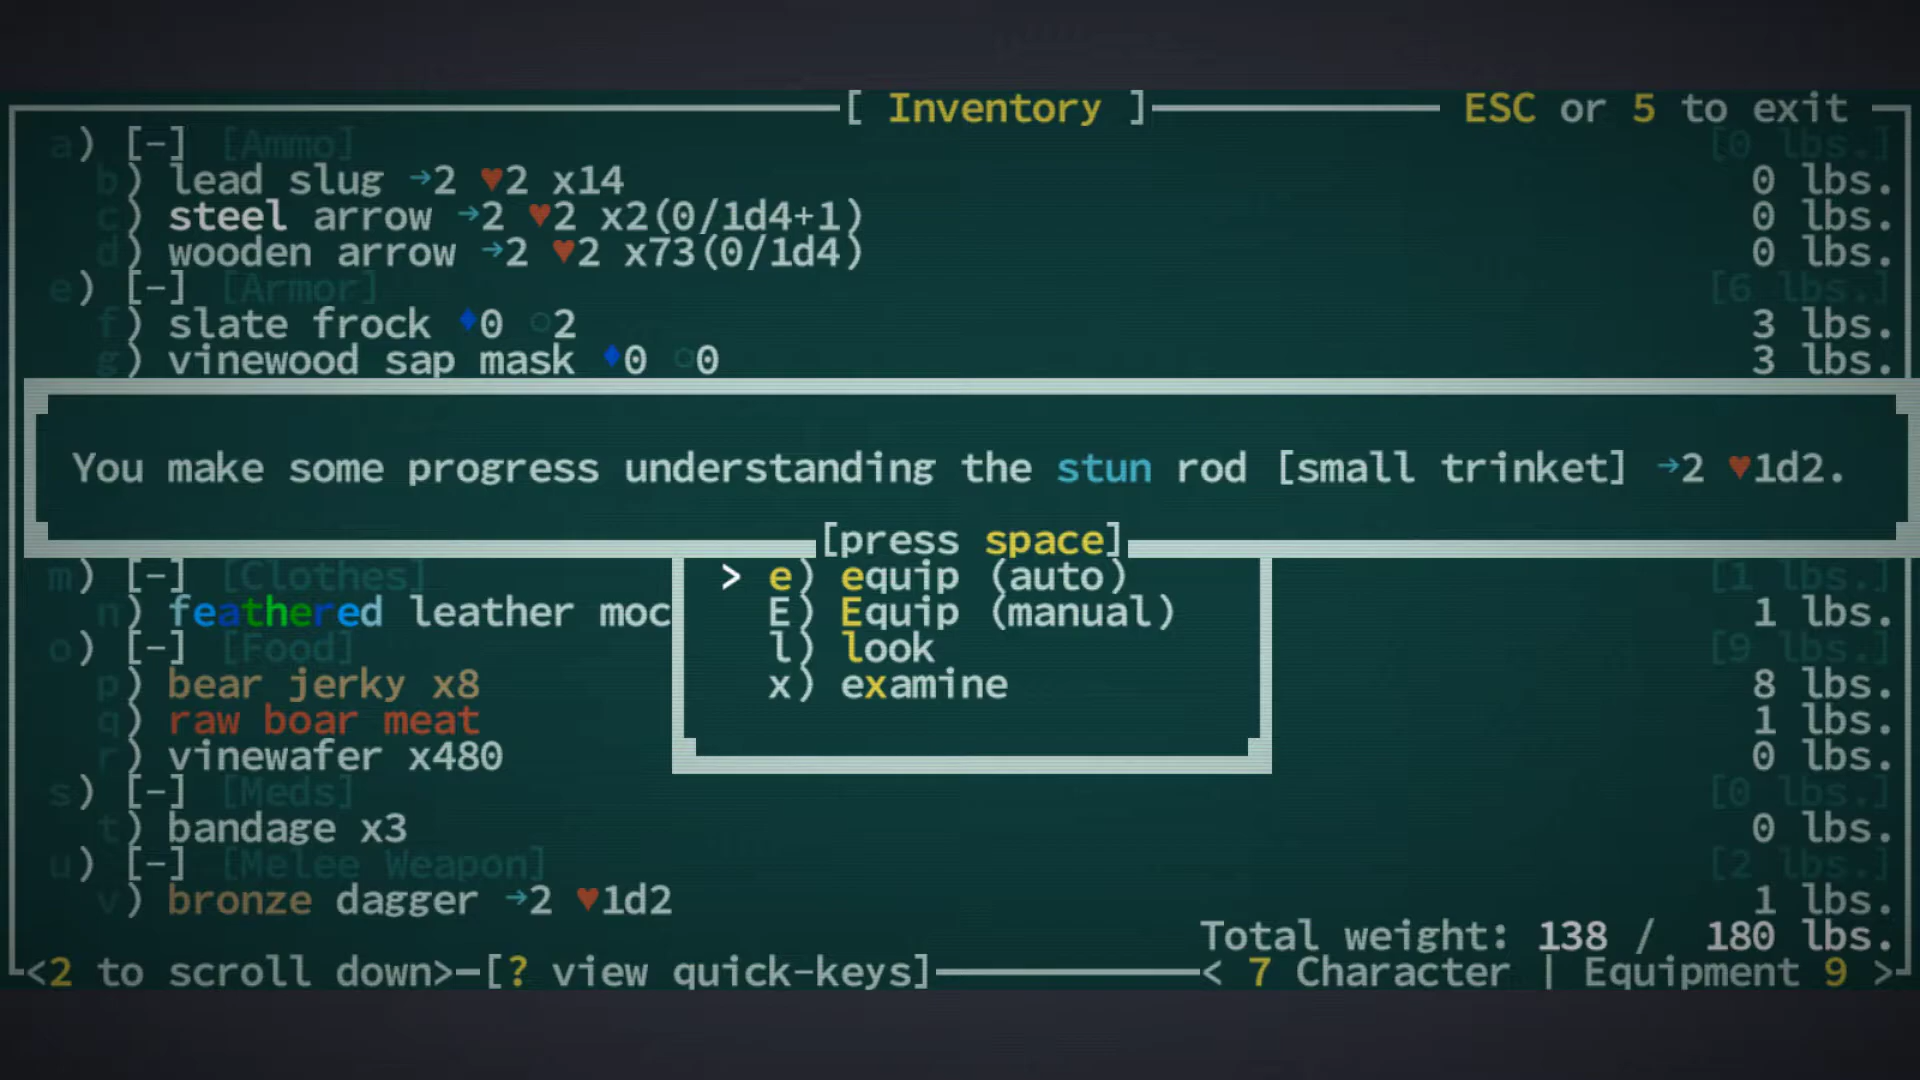 [ Inventory ] ESC or 5 to exit
a) [-] [Ammo] [0 lbs.]
b) lead slug →2 ♥2 x14 0 lbs.
c) steel arrow →2 ♥2 x2(0/1d4+1) 0 lbs.
d) wooden arrow →2 ♥2 x73(0/1d4) 0 lbs.
e) [-] [Armor] [6 lbs.]
f) slate frock ♦0 ○2 3 lbs.
g) vinewood sap mask ♦0 ○0 3 lbs.
You make some progress understanding the stun rod [small trinket] →2 ♥1d2.
[press space]
m) [-] [Clothes] [1 lbs.]
n) feathered leather moc 1 lbs.
o) [-] [Food] [9 lbs.]
p) bear jerky x8 8 lbs.
q) raw boar meat 1 lbs.
r) vinewafer x480 0 lbs.
s) [-] [Meds] [0 lbs.]
t) bandage x3 0 lbs.
u) [-] [Melee Weapon] [2 lbs.]
v) bronze dagger →2 ♥1d2 1 lbs.
> e) equip (auto)
E) Equip (manual)
l) look
x) examine
Total weight: 138 / 180 lbs.
<2 to scroll down> [? view quick-keys] < 7 Character | Equipment 9 >